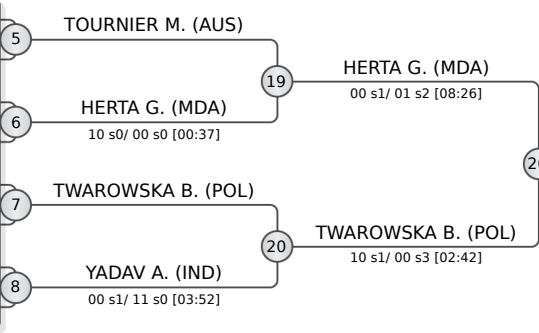 TOURNIER M. (AUS)
5
HERTA G. (MDA)
19
00 s1/ 01 s2 [08:26]
HERTA G. (MDA)
6
10 s0/ 00 s0 [00:37]
TWAROWSKA B. (POL)
7
TWAROWSKA B. (POL)
20
10 s1/ 00 s3 [02:42]
YADAV A. (IND)
8
00 s1/ 11 s0 [03:52]